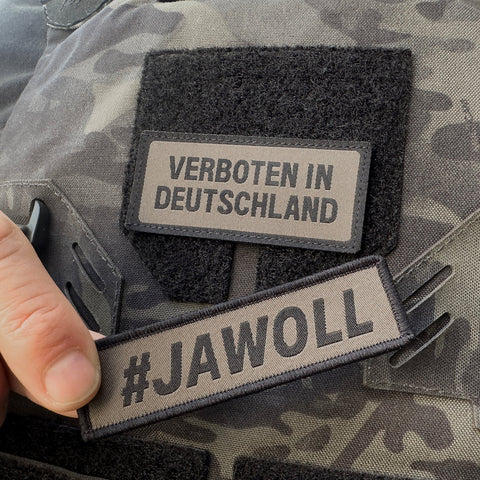 VERBOTEN IN
DEUTSCHLAND
#JAWOLL